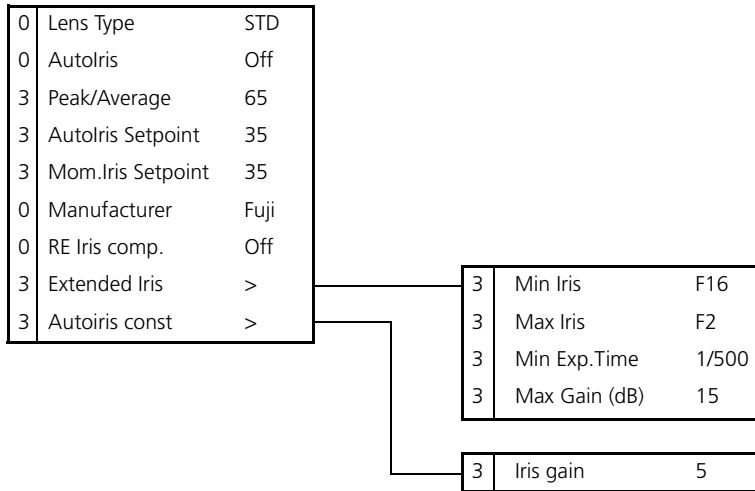 0 Lens Type STD
0 AutoIris Off
3 Peak/Average 65
3 AutoIris Setpoint 35
3 Mom.Iris Setpoint 35
0 Manufacturer Fuji
0 RE Iris comp. Off
3 Extended Iris >
3 Autoiris const >
3 Min Iris F16
3 Max Iris F2
3 Min Exp.Time 1/500
3 Max Gain (dB) 15
3 Iris gain 5